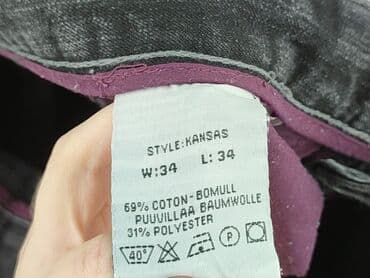 STYLE:KANSAS
W:34 L:34
69% COTON-BOMULL
PUUVILLAA BAUMWOLLE
31% POLYESTER
40° P